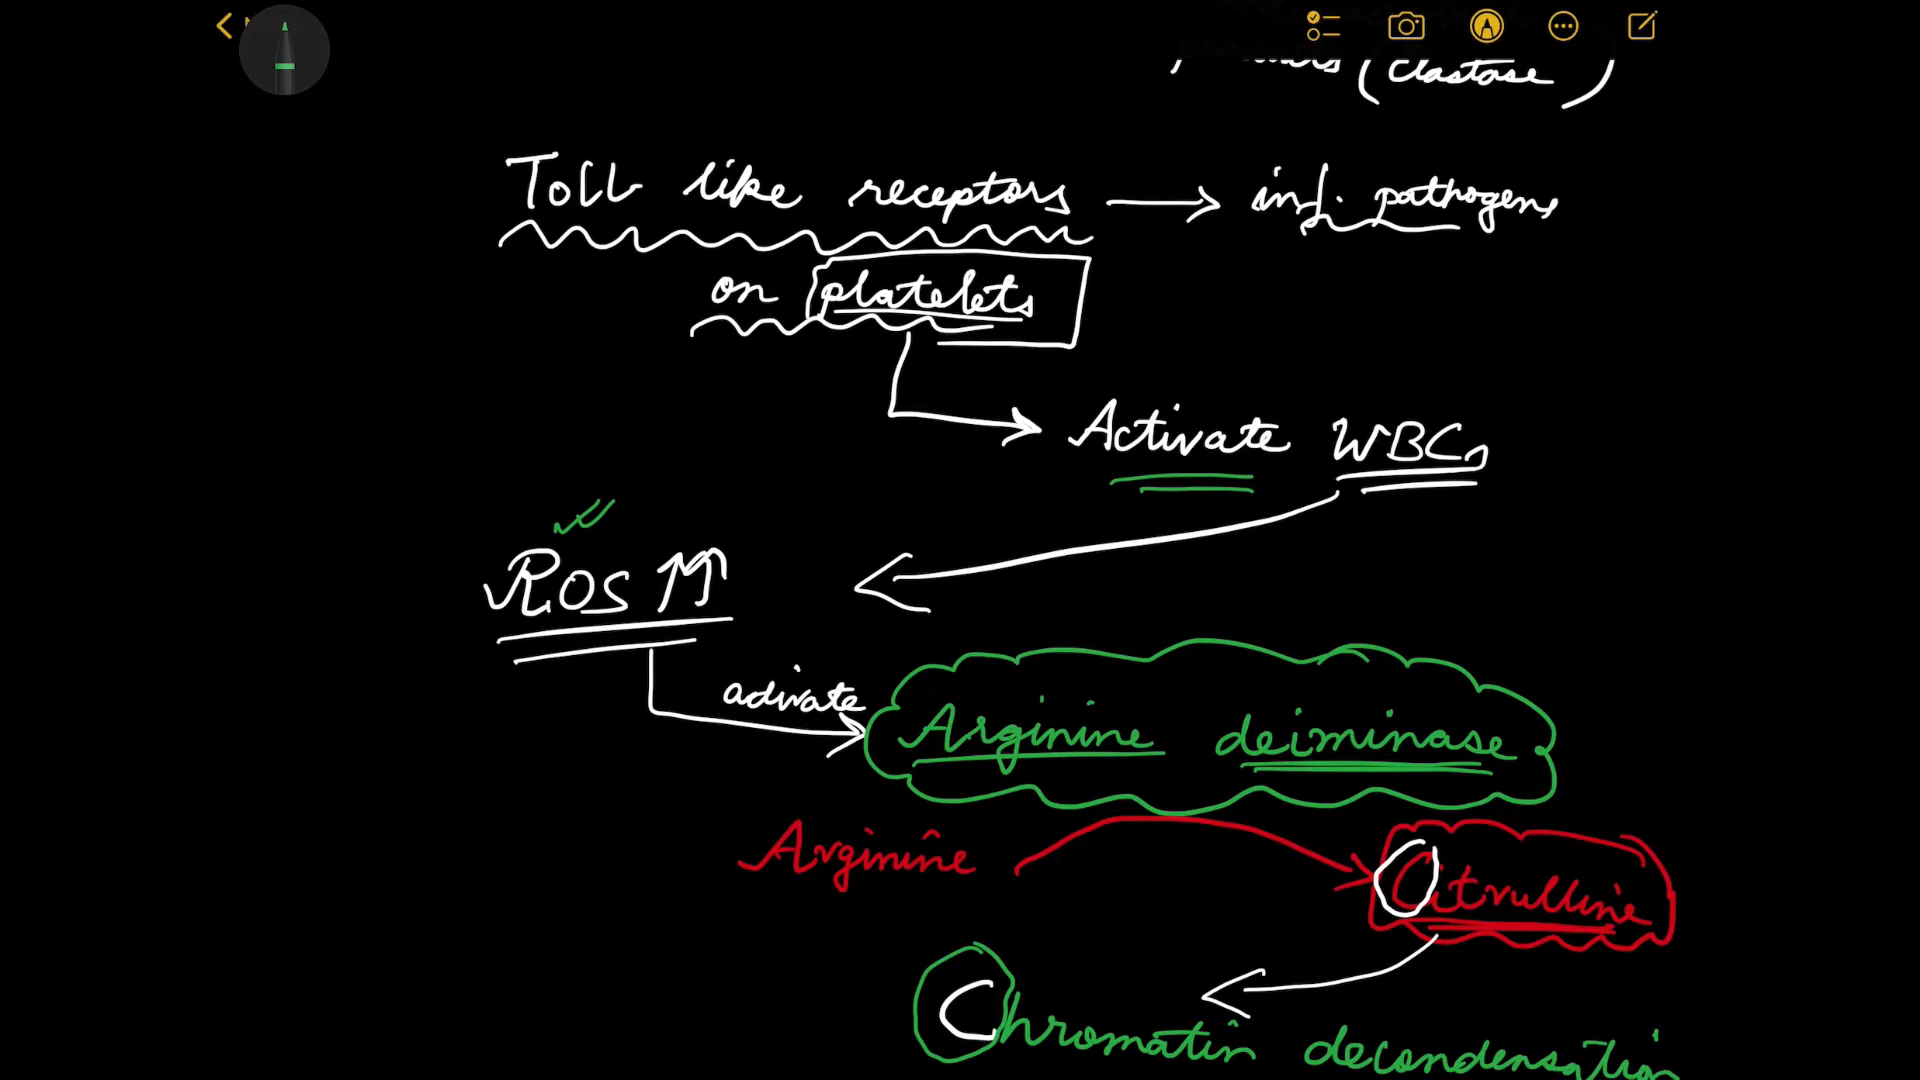 (Elastase)
Toll like receptors → inf. pathogens
on platelets
Activate WBCs
ROS ↑↑
activate
Arginine deiminase
Arginine → Citrulline
Chromatin decondensation